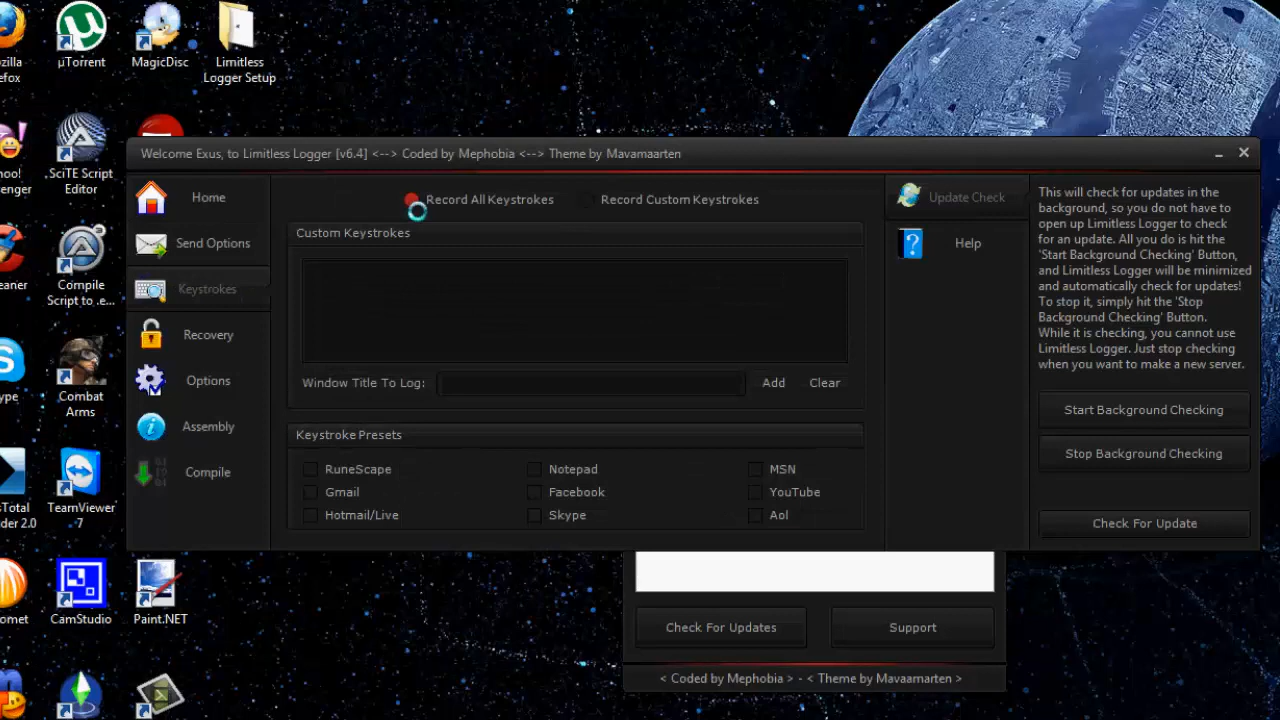 zilla
efox
µTorrent
MagicDisc
Limitless
Logger Setup
hoo!
enger
SciTE Script
Editor
eaner
Compile
Script to .e...
ype
Combat
Arms
sTotal
der 2.0
TeamViewer
7
omet
CamStudio
Paint.NET
Welcome Exus, to Limitless Logger [v6.4] <--> Coded by Mephobia <--> Theme by Mavamaarten
Home
Send Options
Keystrokes
Recovery
Options
Assembly
Compile
Record All Keystrokes
Record Custom Keystrokes
Custom Keystrokes
Window Title To Log:
Add
Clear
Keystroke Presets
RuneScape
Notepad
MSN
Gmail
Facebook
YouTube
Hotmail/Live
Skype
Aol
Update Check
Help
This will check for updates in the
background, so you do not have to
open up Limitless Logger to check
for an update. All you do is hit the
'Start Background Checking' Button,
and Limitless Logger will be minimized
and automatically check for updates!
To stop it, simply hit the 'Stop
Background Checking' Button.
While it is checking, you cannot use
Limitless Logger. Just stop checking
when you want to make a new server.
Start Background Checking
Stop Background Checking
Check For Update
Check For Updates
Support
< Coded by Mephobia > - < Theme by Mavaamarten >